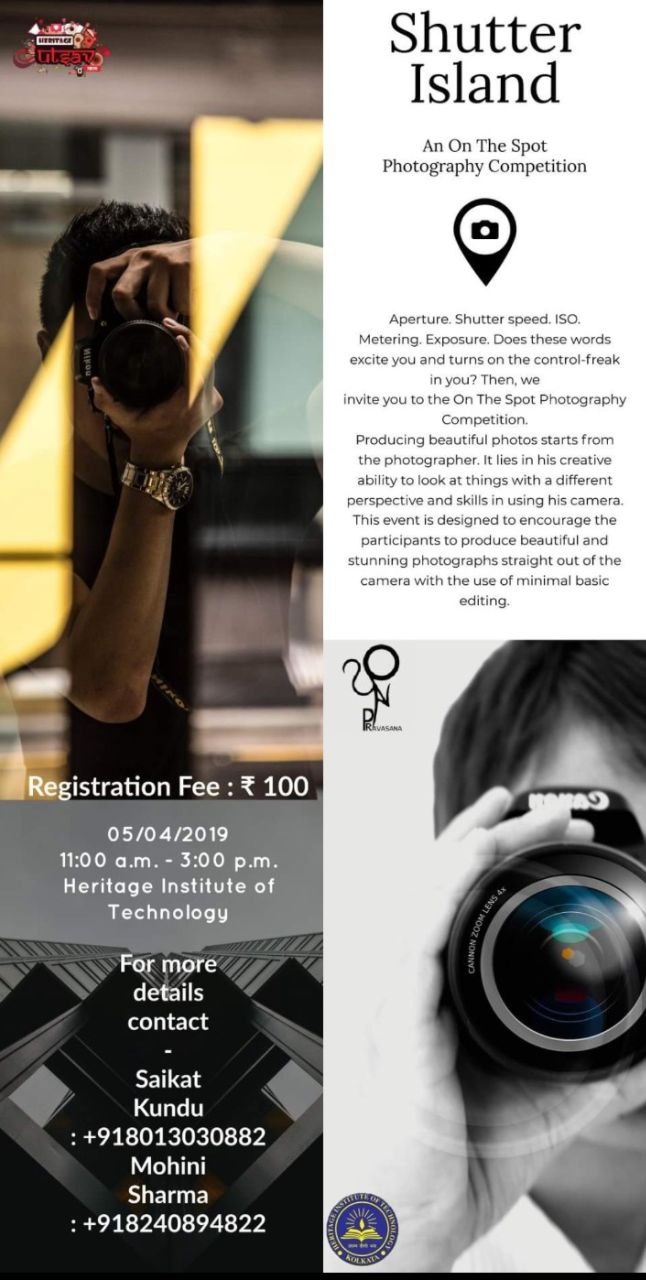 HERITAGE
utsav
Nikon
Registration Fee : ₹ 100
05/04/2019
11:00 a.m. - 3:00 p.m.
Heritage Institute of
Technology
For more
details
contact
-
Saikat
Kundu
: +918013030882
Mohini
Sharma
: +918240894822
Shutter
Island
An On The Spot
Photography Competition
Aperture. Shutter speed. ISO.
Metering. Exposure. Does these words
excite you and turns on the control-freak
in you? Then, we
invite you to the On The Spot Photography
Competition.
Producing beautiful photos starts from
the photographer. It lies in his creative
ability to look at things with a different
perspective and skills in using his camera.
This event is designed to encourage the
participants to produce beautiful and
stunning photographs straight out of the
camera with the use of minimal basic
editing.
PRAVASANA
CANNON
CANNON ZOOM LENS 4x
HERITAGE INSTITUTE OF TECHNOLOGY
KOLKATA